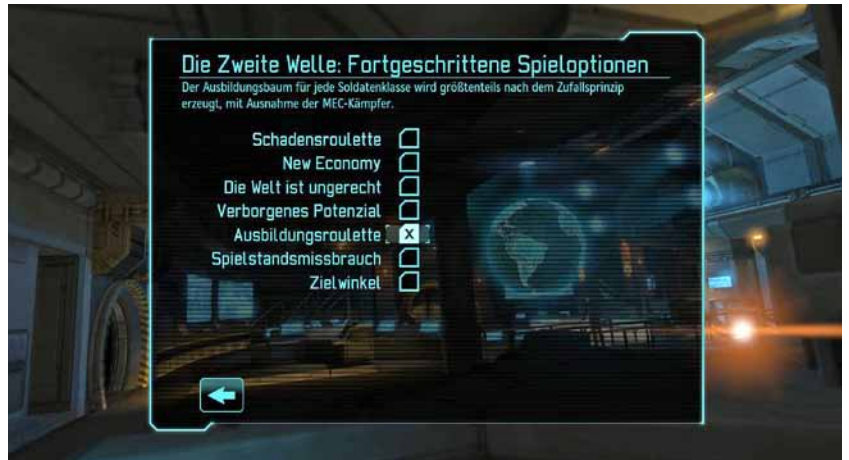 Die Zweite Welle: Fortgeschrittene Spieloptionen
Der Ausbildungsbaum für jede Soldatenklasse wird größtenteils nach dem Zufallsprinzip
erzeugt, mit Ausnahme der MEC-Kämpfer.
Schadensroulette
New Economy
Die Welt ist ungerecht
Verborgenes Potenzial
Ausbildungsroulette X
Spielstandsmissbrauch
Zielwinkel